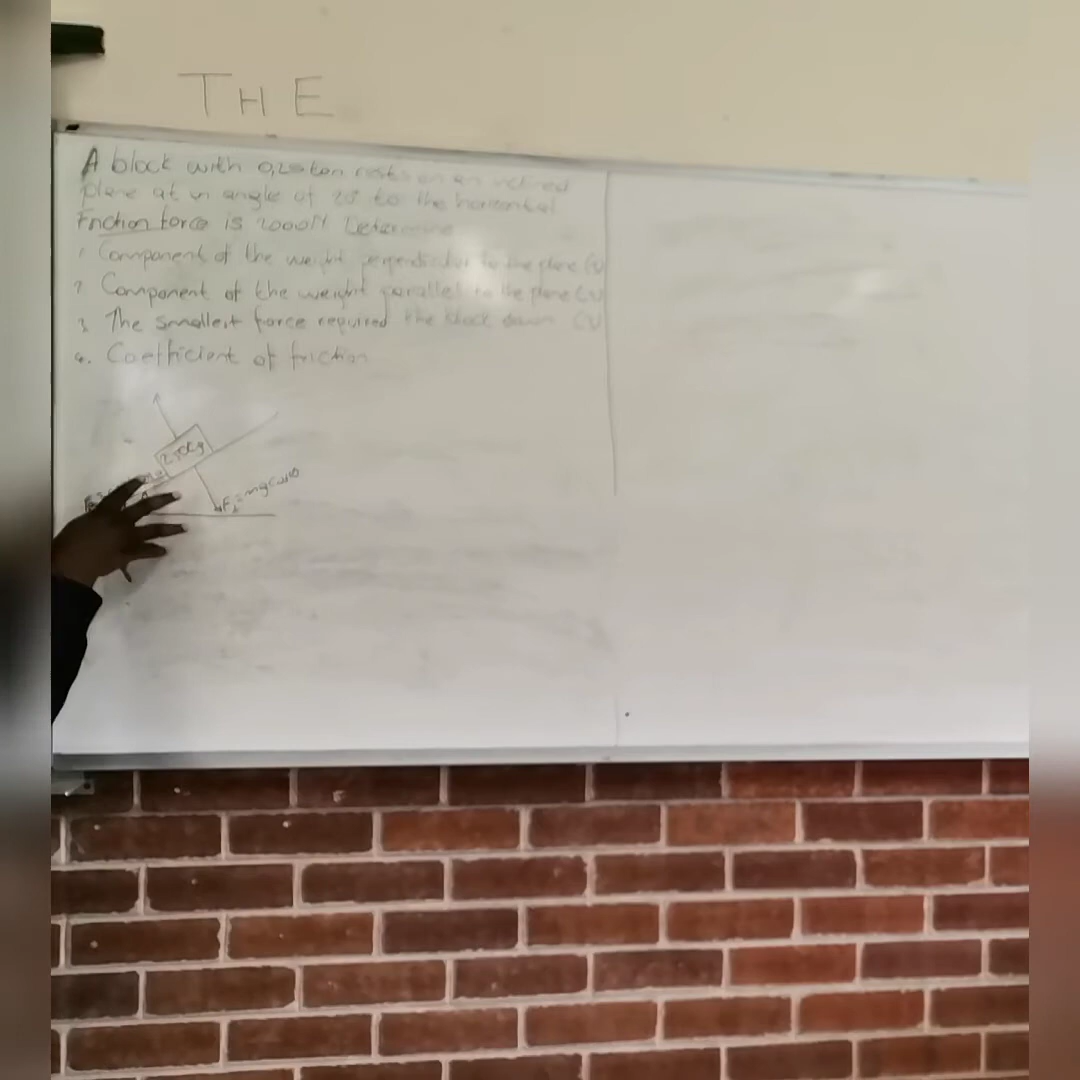 THE
A block with 0,25 ton rests on an inclined
plane at an angle of 20° to the horizontal
Friction force is 2000N Determine
1 Component of the weight perpendicular to the plane
2 Component of the weight parallel to the plane
3 The smallest force required the block down
4. Coefficient of friction
250kg
F⊥=mgcosθ